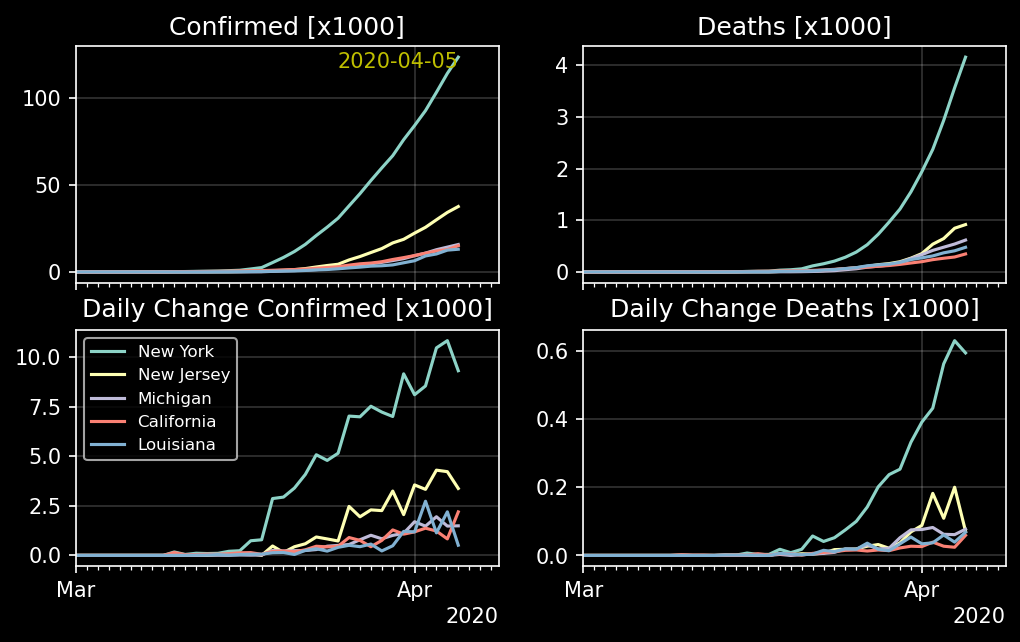 Confirmed [x1000]
2020-04-05
100
50
0
Deaths [x1000]
4
3
2
1
0
Daily Change Confirmed [x1000]
10.0
7.5
5.0
2.5
0.0
New York
New Jersey
Michigan
California
Louisiana
Mar
Apr
2020
Daily Change Deaths [x1000]
0.6
0.4
0.2
0.0
Mar
Apr
2020